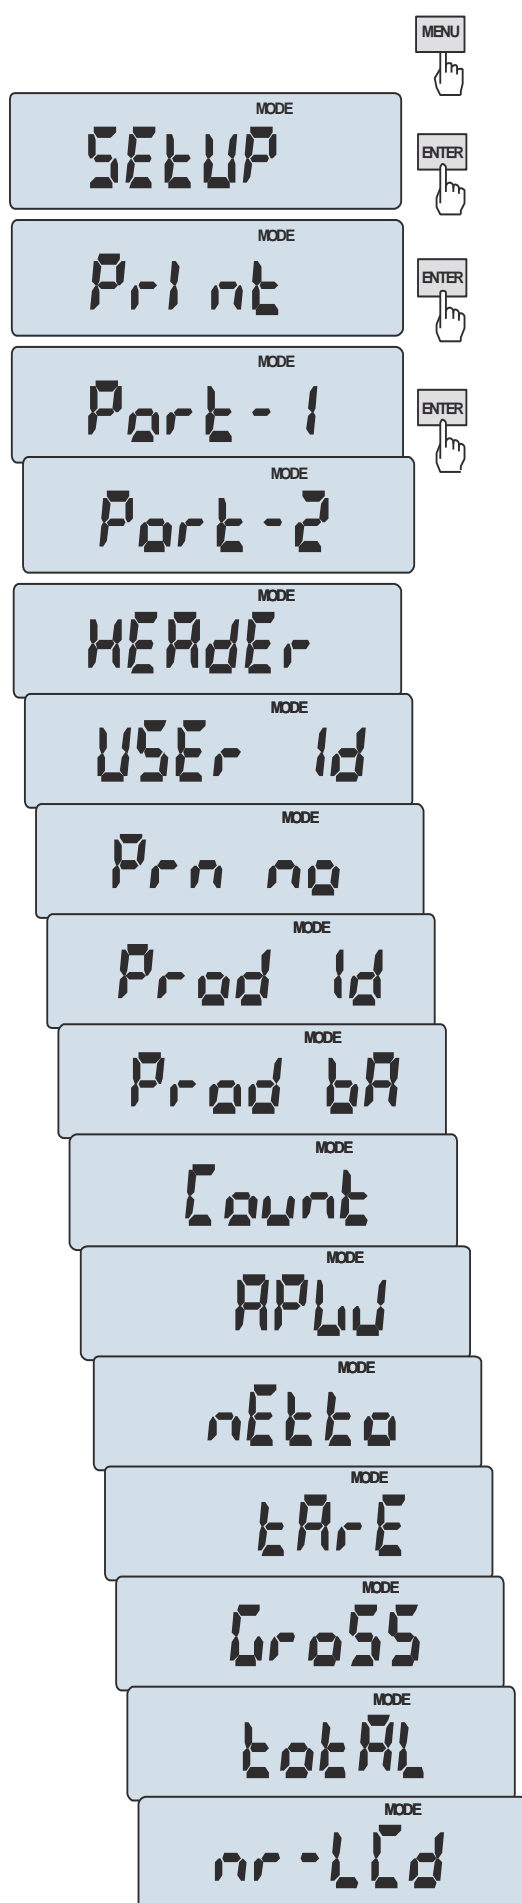 MENU
MODE
SEtUP
ENTER
MODE
PrInt
ENTER
MODE
Port-1
ENTER
MODE
Port-2
MODE
HEAdEr
MODE
USEr Id
MODE
Prn no
MODE
Prod Id
MODE
Prod bA
MODE
Count
MODE
APW
MODE
nEtto
MODE
tArE
MODE
GroSS
MODE
totAL
MODE
nr-LCd